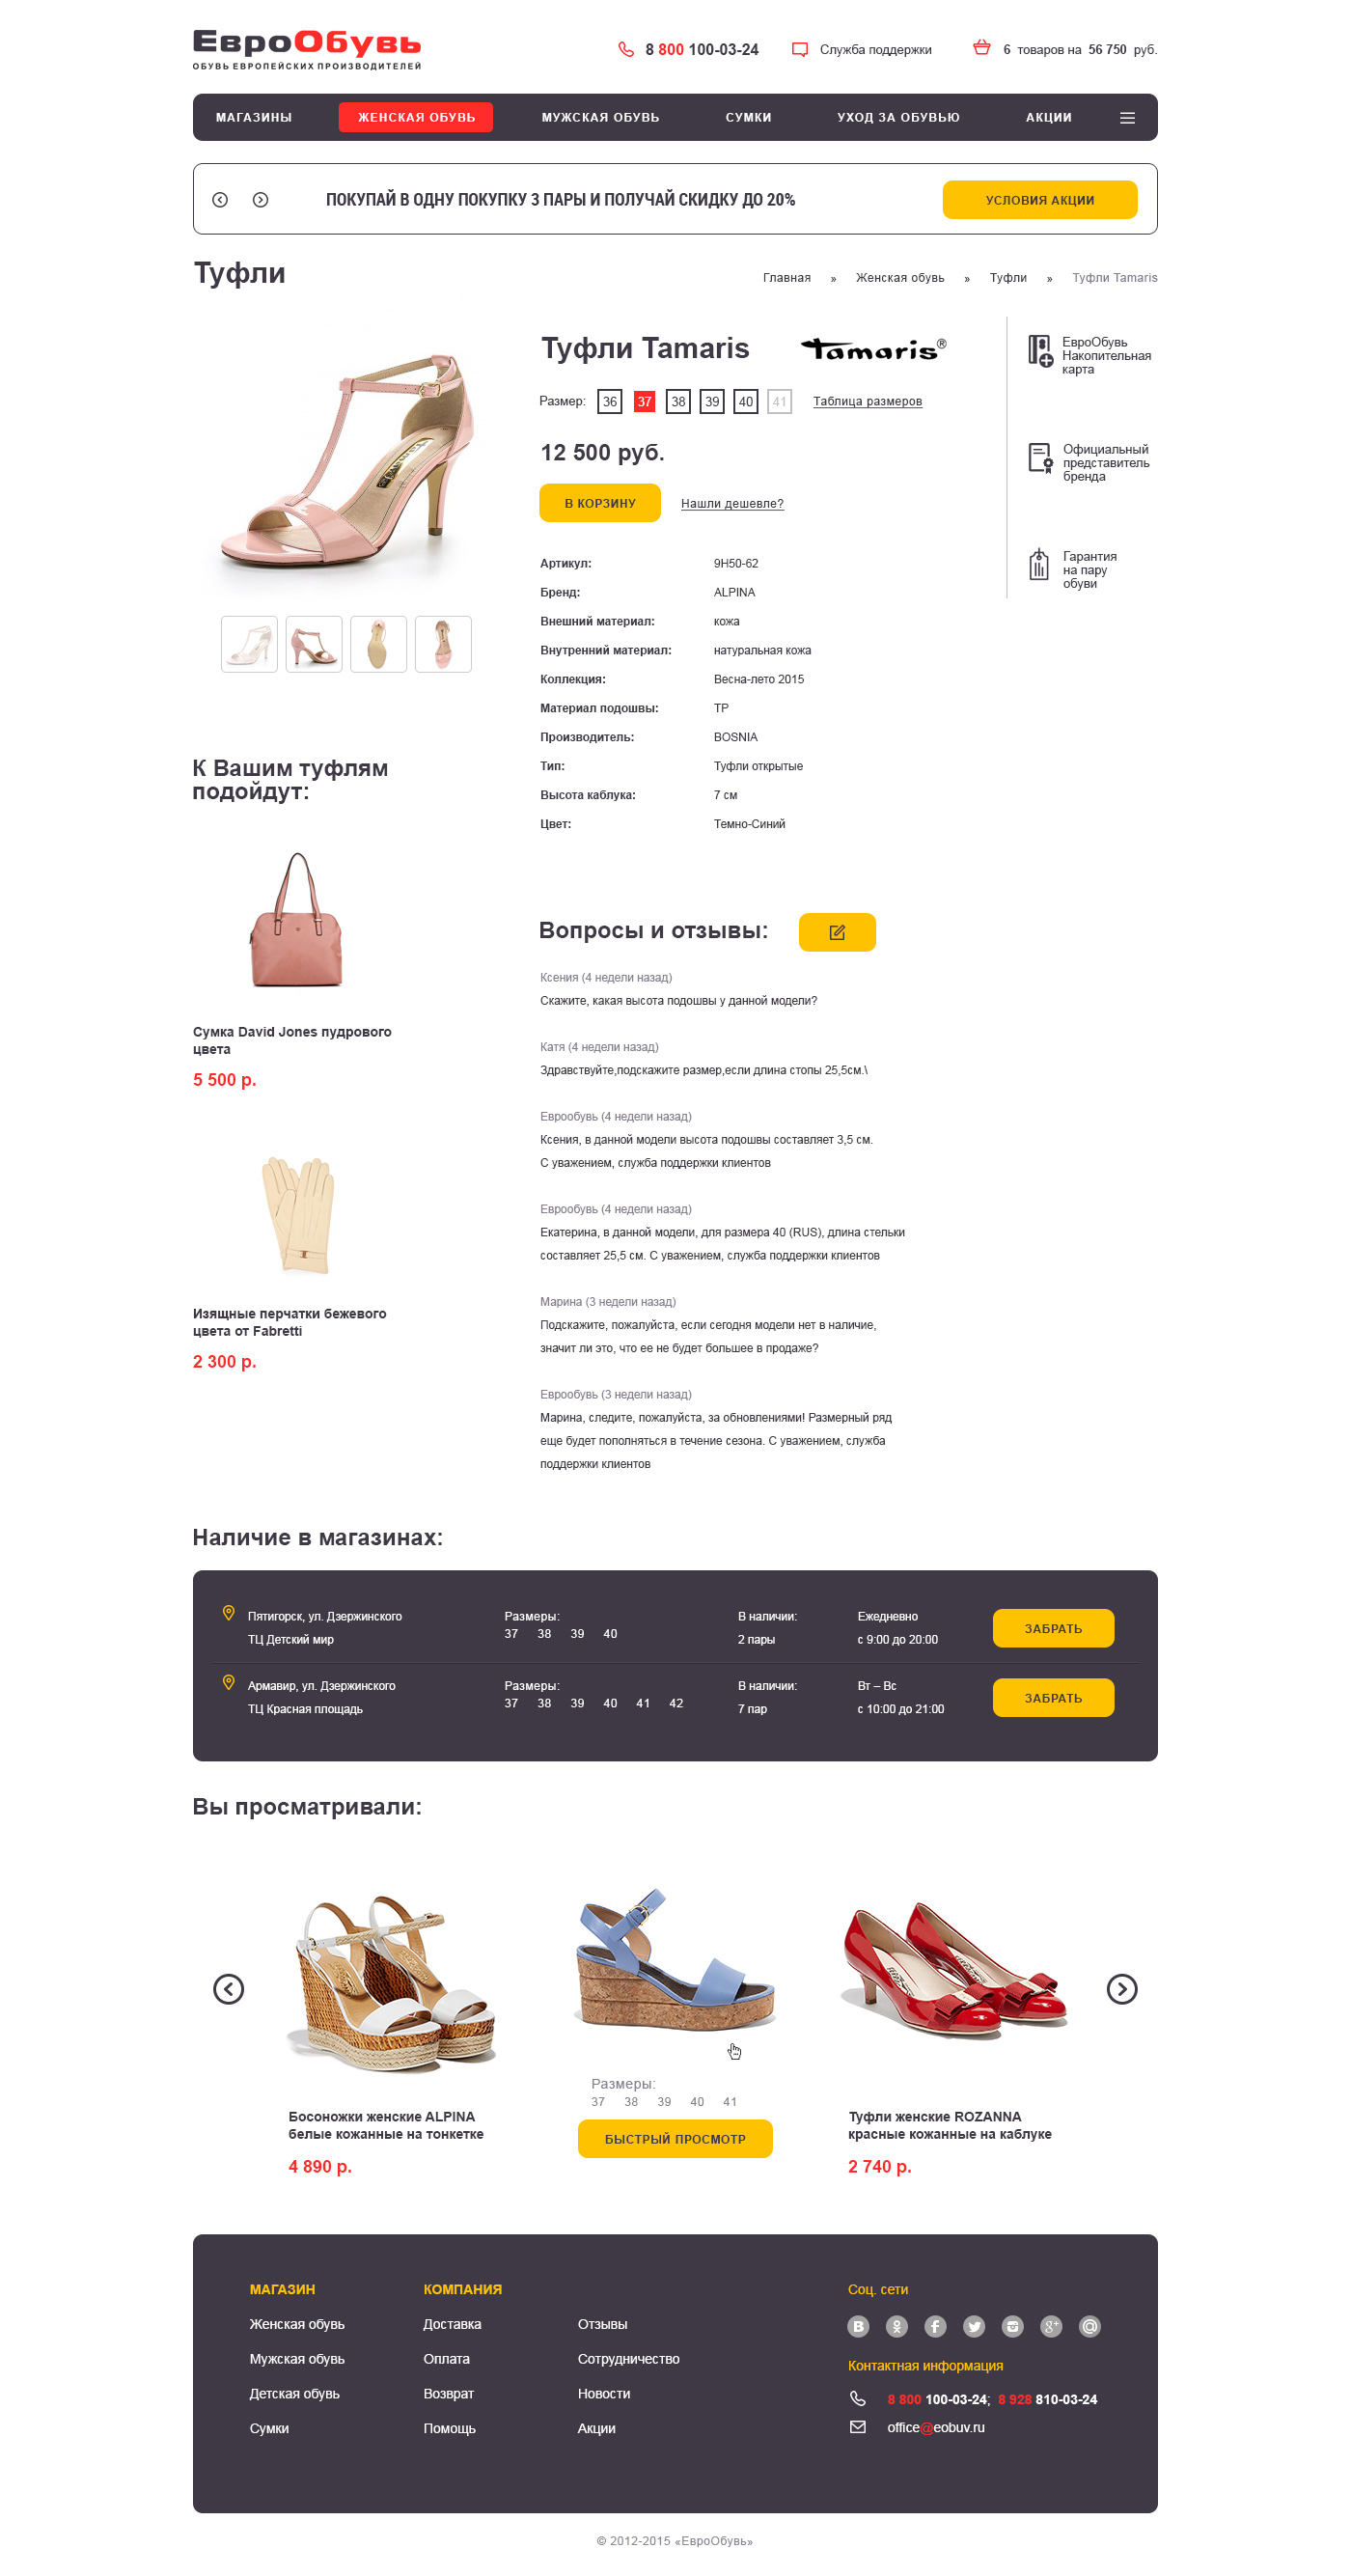 ЕвроОбувь
ОБУВЬ ЕВРОПЕЙСКИХ ПРОИЗВОДИТЕЛЕЙ
8 800 100-03-24
Служба поддержки
6 товаров на 56 750 руб.
МАГАЗИНЫ
ЖЕНСКАЯ ОБУВЬ
МУЖСКАЯ ОБУВЬ
СУМКИ
УХОД ЗА ОБУВЬЮ
АКЦИИ
ПОКУПАЙ В ОДНУ ПОКУПКУ 3 ПАРЫ И ПОЛУЧАЙ СКИДКУ ДО 20%
УСЛОВИЯ АКЦИИ
Туфли
Главная » Женская обувь » Туфли » Туфли Tamaris
Туфли Tamaris
Tamaris®
Размер: 36 37 38 39 40 41
Таблица размеров
12 500 руб.
В КОРЗИНУ
Нашли дешевле?
ЕвроОбувь
Накопительная
карта
Официальный
представитель
бренда
Гарантия
на пару
обуви
Артикул: 9H50-62
Бренд: ALPINA
Внешний материал: кожа
Внутренний материал: натуральная кожа
Коллекция: Весна-лето 2015
Материал подошвы: TP
Производитель: BOSNIA
Тип: Туфли открытые
Высота каблука: 7 см
Цвет: Темно-Синий
К Вашим туфлям
подойдут:
Сумка David Jones пудрового
цвета
5 500 р.
Изящные перчатки бежевого
цвета от Fabretti
2 300 р.
Вопросы и отзывы:
Ксения (4 недели назад)
Скажите, какая высота подошвы у данной модели?
Катя (4 недели назад)
Здравствуйте,подскажите размер,если длина стопы 25,5см.\
Еврообувь (4 недели назад)
Ксения, в данной модели высота подошвы составляет 3,5 см.
С уважением, служба поддержки клиентов
Еврообувь (4 недели назад)
Екатерина, в данной модели, для размера 40 (RUS), длина стельки
составляет 25,5 см. С уважением, служба поддержки клиентов
Марина (3 недели назад)
Подскажите, пожалуйста, если сегодня модели нет в наличие,
значит ли это, что ее не будет большее в продаже?
Еврообувь (3 недели назад)
Марина, следите, пожалуйста, за обновлениями! Размерный ряд
еще будет пополняться в течение сезона. С уважением, служба
поддержки клиентов
Наличие в магазинах:
Пятигорск, ул. Дзержинского
ТЦ Детский мир
Размеры:
37 38 39 40
В наличии:
2 пары
Ежедневно
с 9:00 до 20:00
ЗАБРАТЬ
Армавир, ул. Дзержинского
ТЦ Красная площадь
Размеры:
37 38 39 40 41 42
В наличии:
7 пар
Вт – Вс
с 10:00 до 21:00
ЗАБРАТЬ
Вы просматривали:
Босоножки женские ALPINA
белые кожанные на тонкетке
4 890 р.
Размеры:
37 38 39 40 41
БЫСТРЫЙ ПРОСМОТР
Туфли женские ROZANNA
красные кожанные на каблуке
2 740 р.
МАГАЗИН
Женская обувь
Мужская обувь
Детская обувь
Сумки
КОМПАНИЯ
Доставка
Оплата
Возврат
Помощь
Отзывы
Сотрудничество
Новости
Акции
Соц. сети
Контактная информация
8 800 100-03-24; 8 928 810-03-24
office@eobuv.ru
© 2012-2015 «ЕвроОбувь»